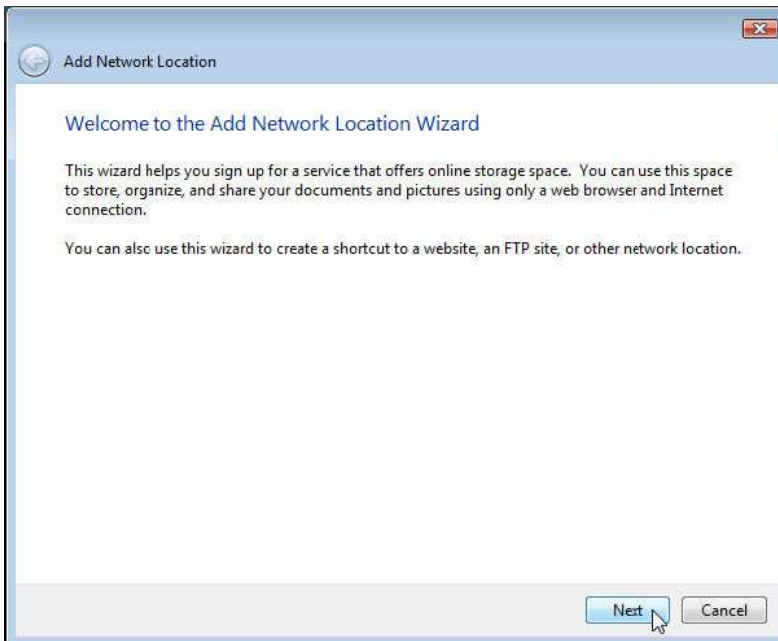 Add Network Location
Welcome to the Add Network Location Wizard
This wizard helps you sign up for a service that offers online storage space.  You can use this space
to store, organize, and share your documents and pictures using only a web browser and Internet
connection.
You can also use this wizard to create a shortcut to a website, an FTP site, or other network location.
Next
Cancel